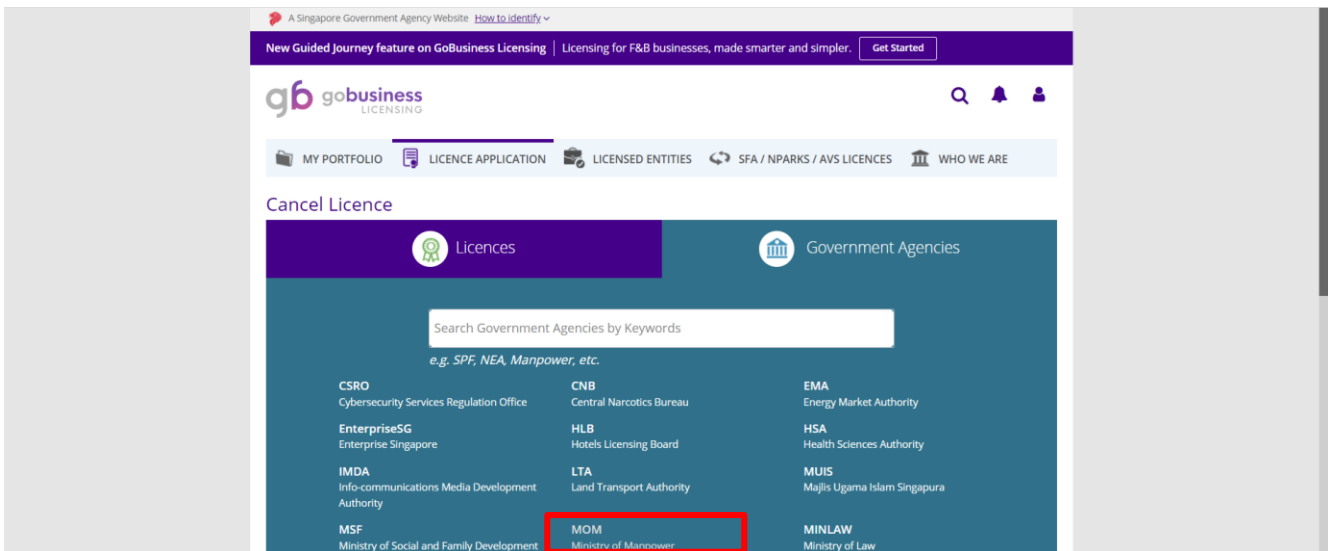 A Singapore Government Agency Website How to identify
New Guided Journey feature on GoBusiness Licensing | Licensing for F&B businesses, made smarter and simpler. Get Started
gb gobusiness
LICENSING
MY PORTFOLIO LICENCE APPLICATION LICENSED ENTITIES SFA / NPARKS / AVS LICENCES WHO WE ARE
Cancel Licence
Licences Government Agencies
Search Government Agencies by Keywords
e.g. SPF, NEA, Manpower, etc.
CSRO CNB EMA
Cybersecurity Services Regulation Office Central Narcotics Bureau Energy Market Authority
EnterpriseSG HLB HSA
Enterprise Singapore Hotels Licensing Board Health Sciences Authority
IMDA LTA MUIS
Info-communications Media Development Land Transport Authority Majlis Ugama Islam Singapura
Authority
MSF MOM MINLAW
Ministry of Social and Family Development Ministry of Manpower Ministry of Law